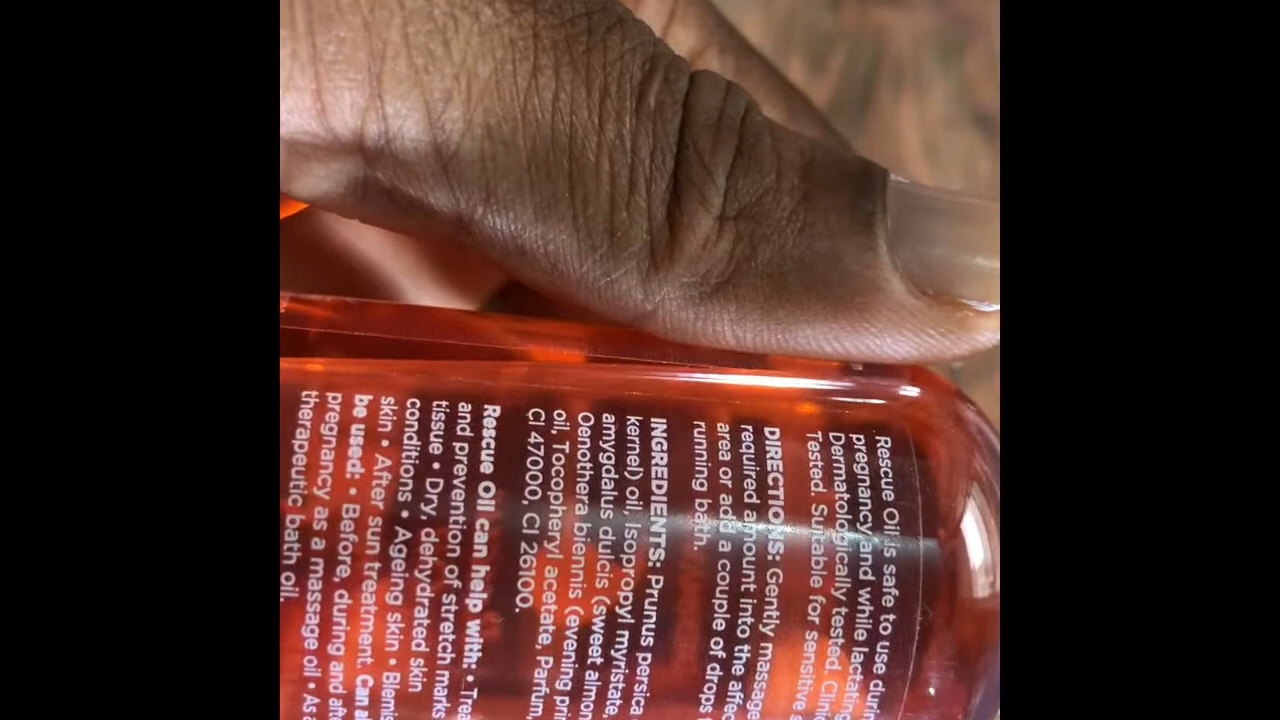 Rescue Oil is safe to use durin
pregnancy and while lactating
Dermatologically tested. Clini
Tested. Suitable for sensitive s
DIRECTIONS: Gently massage
required amount into the affec
area or add a couple of drops t
running bath.
INGREDIENTS: Prunus persica
kernel) oil, Isopropyl myristate,
amygdalus dulcis (sweet almon
Oenothera biennis (evening pri
oil, Tocopheryl acetate, Parfum,
CI 47000, CI 26100.
Rescue Oil can help with: • Trea
and prevention of stretch marks
tissue • Dry, dehydrated skin
conditions • Ageing skin • Blemis
skin • After sun treatment. Can al
be used: • Before, during and afte
pregnancy as a massage oil • As a
therapeutic bath oil.